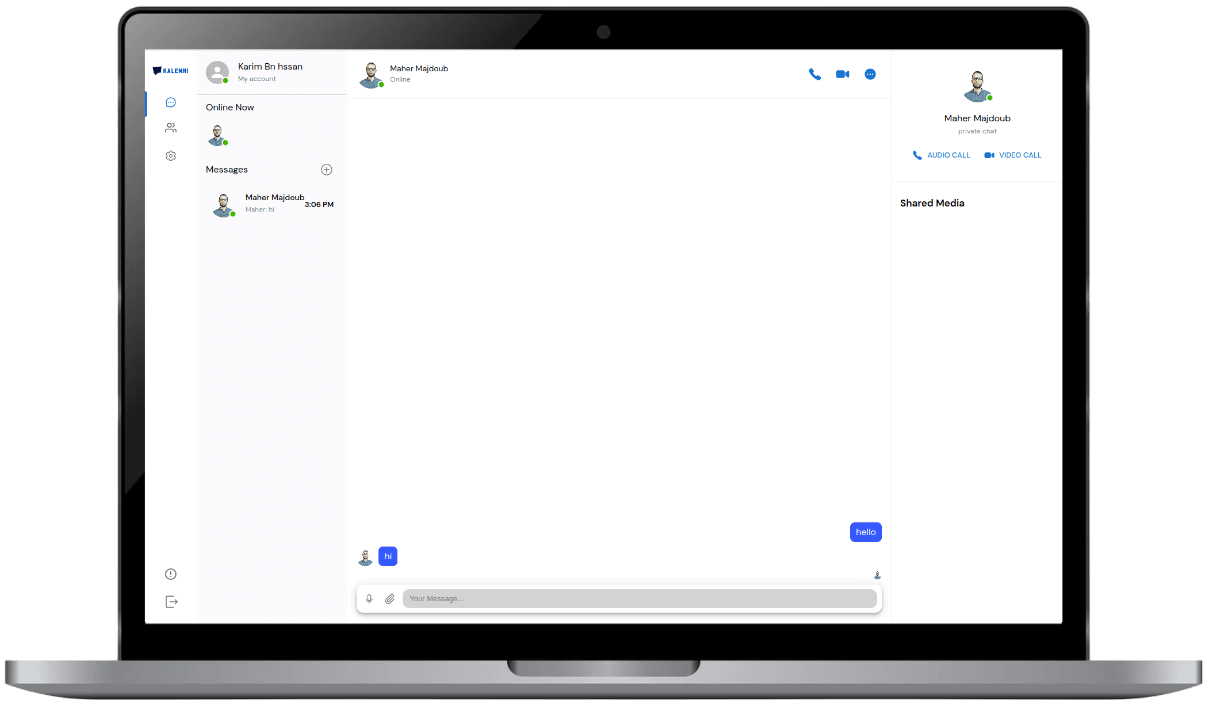 KALEMNI
Karim Bn hssan
My account
Online Now
Messages
Maher Majdoub
Maher: hi
3:06 PM
Maher Majdoub
Online
hello
hi
Your Message...
Maher Majdoub
private chat
AUDIO CALL
VIDEO CALL
Shared Media